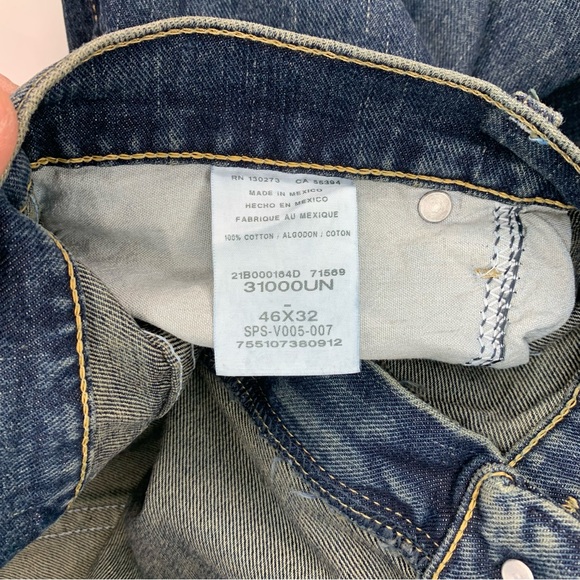 RN 130273 CA 56394
MADE IN MEXICO
HECHO EN MEXICO
FABRIQUE AU MÉXIQUE
100% COTTON / ALGODON / COTON
21B000164D 71569
31000UN
-
46X32
SPS-V005-007
755107380912